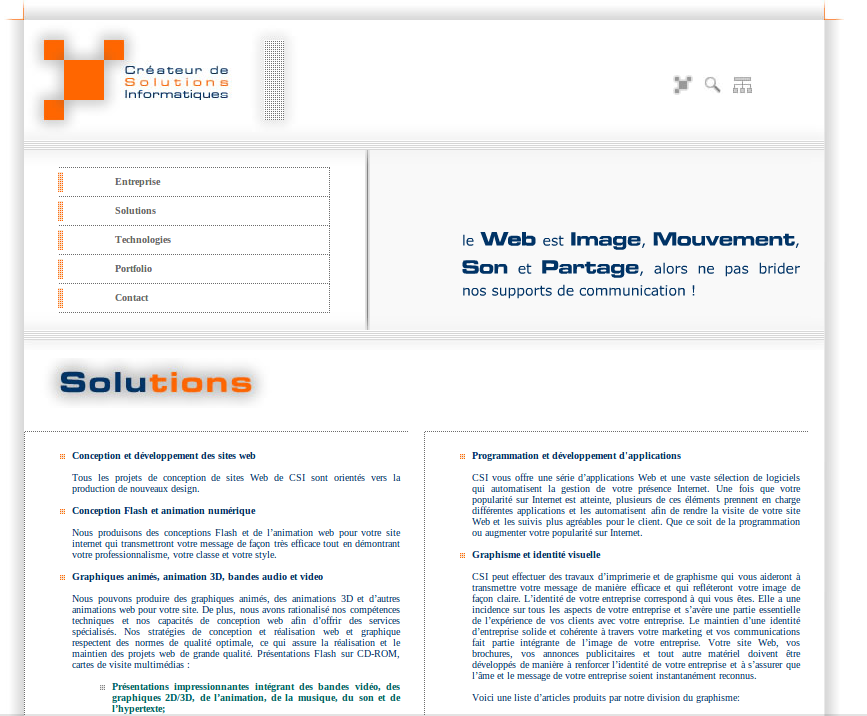 Créateur de
Solutions
Informatiques
Entreprise
Solutions
Technologies
Portfolio
Contact
le Web est Image, Mouvement,
Son et Partage, alors ne pas brider
nos supports de communication !
Solutions
Conception et développement des sites web
Tous les projets de conception de sites Web de CSI sont orientés vers la
production de nouveaux design.
Conception Flash et animation numérique
Nous produisons des conceptions Flash et de l’animation web pour votre site
internet qui transmettront votre message de façon très efficace tout en démontrant
votre professionalisme, votre classe et votre style.
Graphiques animés, animation 3D, bandes audio et video
Nous pouvons produire des graphiques animés, des animations 3D et d’autres
animations web pour votre site. De plus, nous avons rationalisé nos compétences
techniques et nos capacités de conception web afin d’offrir des services
spécialisés. Nos stratégies de conception et réalisation web et graphique
respectent des normes de qualité optimale, ce qui assure la réalisation et le
maintien des projets web de grande qualité. Présentations Flash sur CD-ROM,
cartes de visite multimédias :
Présentations impressionnantes intégrant des bandes vidéo, des
graphiques 2D/3D, de l’animation, de la musique, du son et de
l’hypertexte;
Programmation et développement d'applications
CSI vous offre une série d’applications Web et une vaste sélection de logiciels
qui automatisent la gestion de votre présence Internet. Une fois que votre
popularité sur Internet est atteinte, plusieurs de ces éléments prennent en charge
différentes applications et les automatisent afin de rendre la visite de votre site
Web et les suivis plus agréables pour le client. Que ce soit de la programmation
ou augmenter votre popularité sur Internet.
Graphisme et identité visuelle
CSI peut effectuer des travaux d’imprimerie et de graphisme qui vous aideront à
transmettre votre message de manière efficace et qui refléteront votre image de
façon claire. L’identité de votre entreprise correspond à qui vous êtes. Elle a une
incidence sur tous les aspects de votre entreprise et s’avère une partie essentielle
de l’expérience de vos clients avec votre entreprise. Le maintien d’une identité
d’entreprise solide et cohérente à travers votre marketing et vos communications
fait partie intégrante de l’image de votre entreprise. Votre site Web, vos
brochures, vos annonces publicitaires et tout autre matériel doivent être
développés de manière à renforcer l’identité de votre entreprise et à s’assurer que
l’âme et le message de votre entreprise soient instantanément reconnus.
Voici une liste d’articles produits par notre division du graphisme: